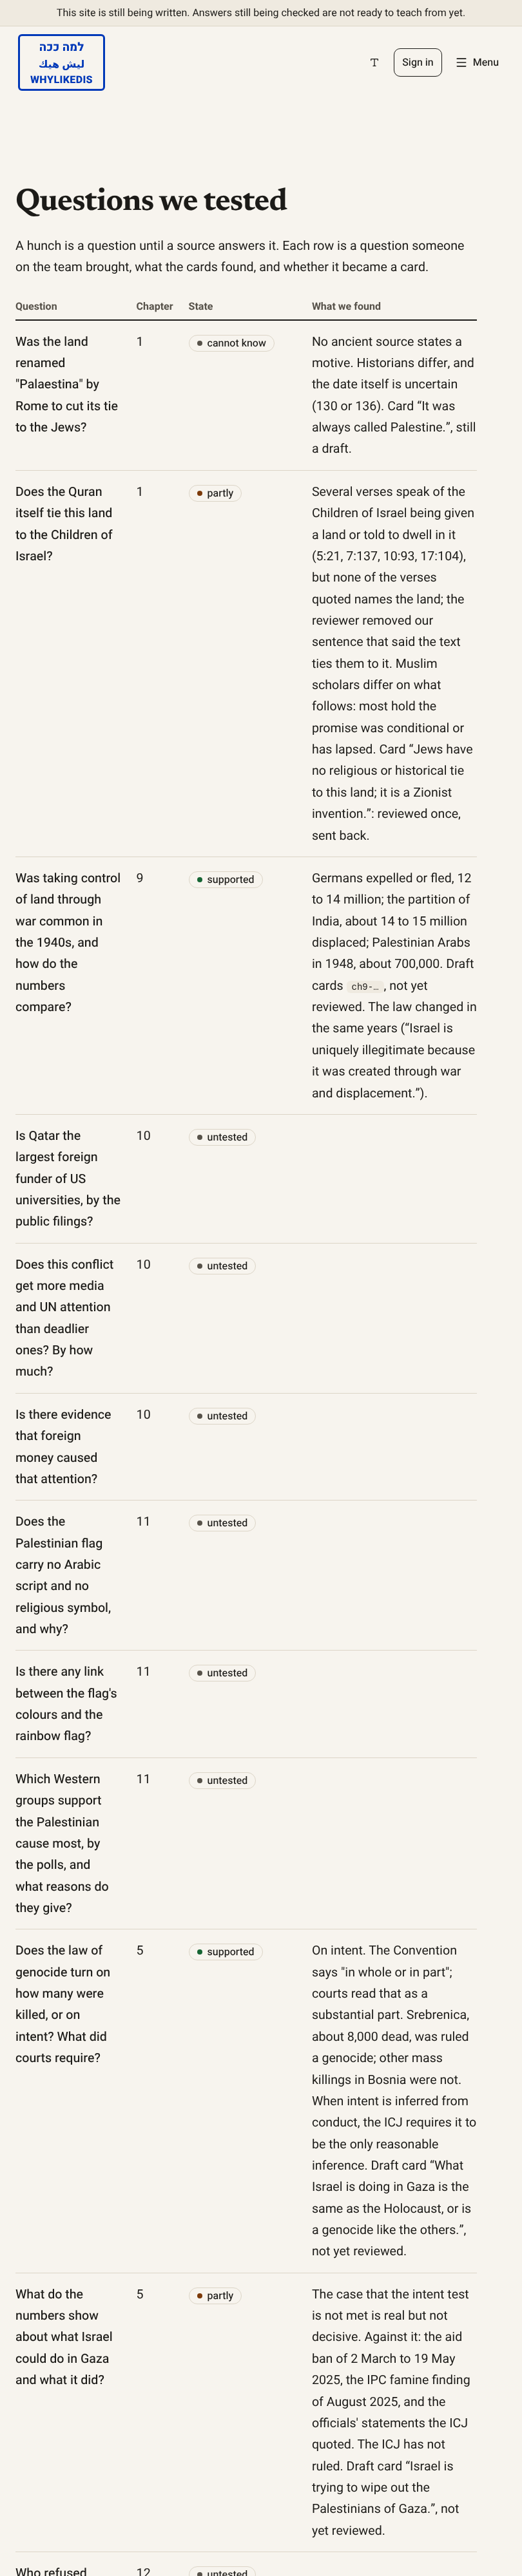 This site is still being written. Answers still being checked are not ready to teach from yet.
למה ככה
ليش هيك
WHYLIKEDIS
T
Sign in
Menu
Questions we tested
A hunch is a question until a source answers it. Each row is a question someone
on the team brought, what the cards found, and whether it became a card.
Question Chapter State What we found
Was the land
renamed
"Palaestina" by
Rome to cut its tie
to the Jews?
1
cannot know
No ancient source states a
motive. Historians differ, and
the date itself is uncertain
(130 or 136). Card “It was
always called Palestine.”, still
a draft.
Does the Quran
itself tie this land
to the Children of
Israel?
1
partly
Several verses speak of the
Children of Israel being given
a land or told to dwell in it
(5:21, 7:137, 10:93, 17:104),
but none of the verses
quoted names the land; the
reviewer removed our
sentence that said the text
ties them to it. Muslim
scholars differ on what
follows: most hold the
promise was conditional or
has lapsed. Card “Jews have
no religious or historical tie
to this land; it is a Zionist
invention.”: reviewed once,
sent back.
Was taking control
of land through
war common in
the 1940s, and
how do the
numbers
compare?
9
supported
Germans expelled or fled, 12
to 14 million; the partition of
India, about 14 to 15 million
displaced; Palestinian Arabs
in 1948, about 700,000. Draft
cards ch9-…, not yet
reviewed. The law changed in
the same years (“Israel is
uniquely illegitimate because
it was created through war
and displacement.”).
Is Qatar the
largest foreign
funder of US
universities, by the
public filings?
10
untested
Does this conflict
get more media
and UN attention
than deadlier
ones? By how
much?
10
untested
Is there evidence
that foreign
money caused
that attention?
10
untested
Does the
Palestinian flag
carry no Arabic
script and no
religious symbol,
and why?
11
untested
Is there any link
between the flag's
colours and the
rainbow flag?
11
untested
Which Western
groups support
the Palestinian
cause most, by
the polls, and
what reasons do
they give?
11
untested
Does the law of
genocide turn on
how many were
killed, or on
intent? What did
courts require?
5
supported
On intent. The Convention
says "in whole or in part";
courts read that as a
substantial part. Srebrenica,
about 8,000 dead, was ruled
a genocide; other mass
killings in Bosnia were not.
When intent is inferred from
conduct, the ICJ requires it to
be the only reasonable
inference. Draft card “What
Israel is doing in Gaza is the
same as the Holocaust, or is
a genocide like the others.”,
not yet reviewed.
What do the
numbers show
about what Israel
could do in Gaza
and what it did?
5
partly
The case that the intent test
is not met is real but not
decisive. Against it: the aid
ban of 2 March to 19 May
2025, the IPC famine finding
of August 2025, and the
officials' statements the ICJ
quoted. The ICJ has not
ruled. Draft card “Israel is
trying to wipe out the
Palestinians of Gaza.”, not
yet reviewed.
Who refused
12
untested